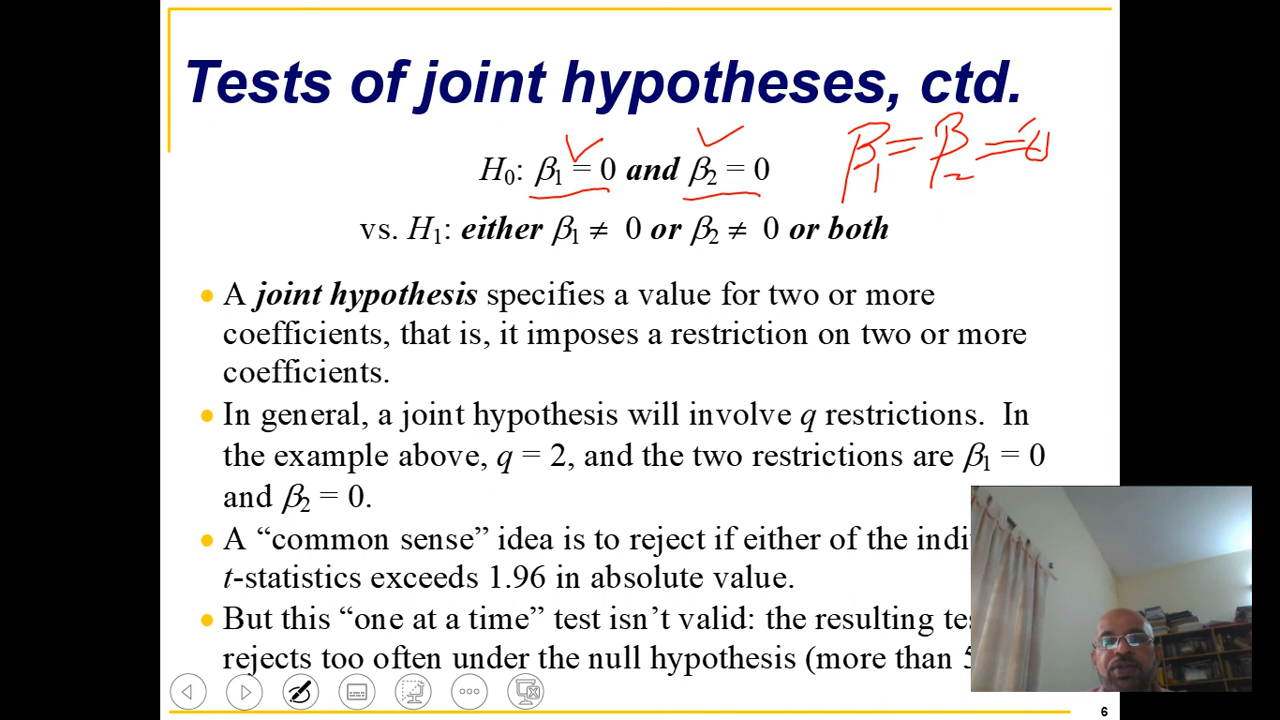 Tests of joint hypotheses, ctd.
H₀: β₁ = 0 and β₂ = 0
β₁ = β₂ = 0
vs. H₁: either β₁ ≠ 0 or β₂ ≠ 0 or both
• A joint hypothesis specifies a value for two or more
coefficients, that is, it imposes a restriction on two or more
coefficients.
• In general, a joint hypothesis will involve q restrictions. In
the example above, q = 2, and the two restrictions are β₁ = 0
and β₂ = 0.
• A “common sense” idea is to reject if either of the
t-statistics exceeds 1.96 in absolute value.
• But this “one at a time” test isn’t valid: the resulting
rejects too often under the null hypothesis (more than
6